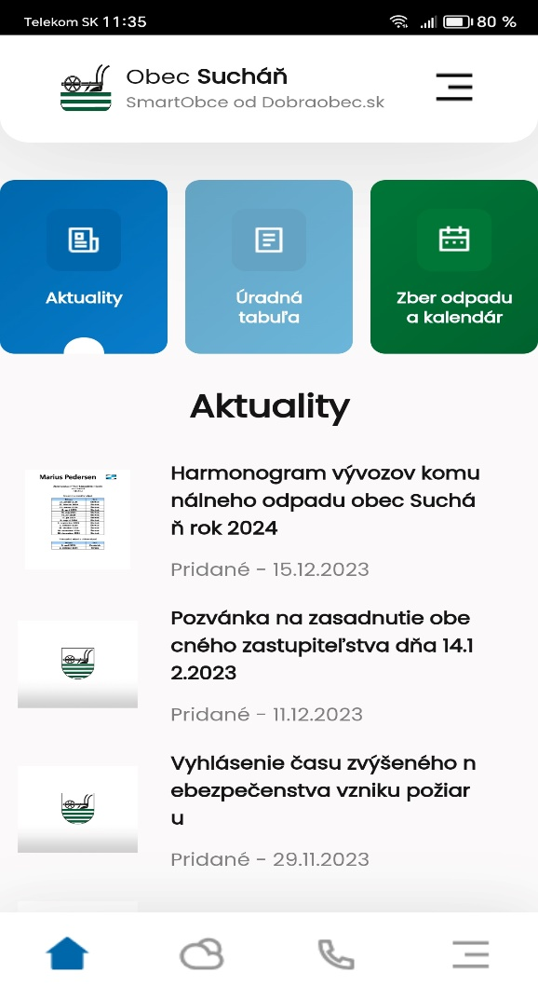 Telekom SK 11:35 80 %
Obec Sucháň
SmartObce od Dobraobec.sk
Aktuality
Úradná
tabuľa
Zber odpadu
a kalendár
Aktuality
Marius Pedersen
Harmonogram vývozov komu
nálneho odpadu obec Suchá
ň rok 2024
Pridané - 15.12.2023
Pozvánka na zasadnutie obe
cného zastupiteľstva dňa 14.1
2.2023
Pridané - 11.12.2023
Vyhlásenie času zvýšeného n
ebezpečenstva vzniku požiar
u
Pridané - 29.11.2023